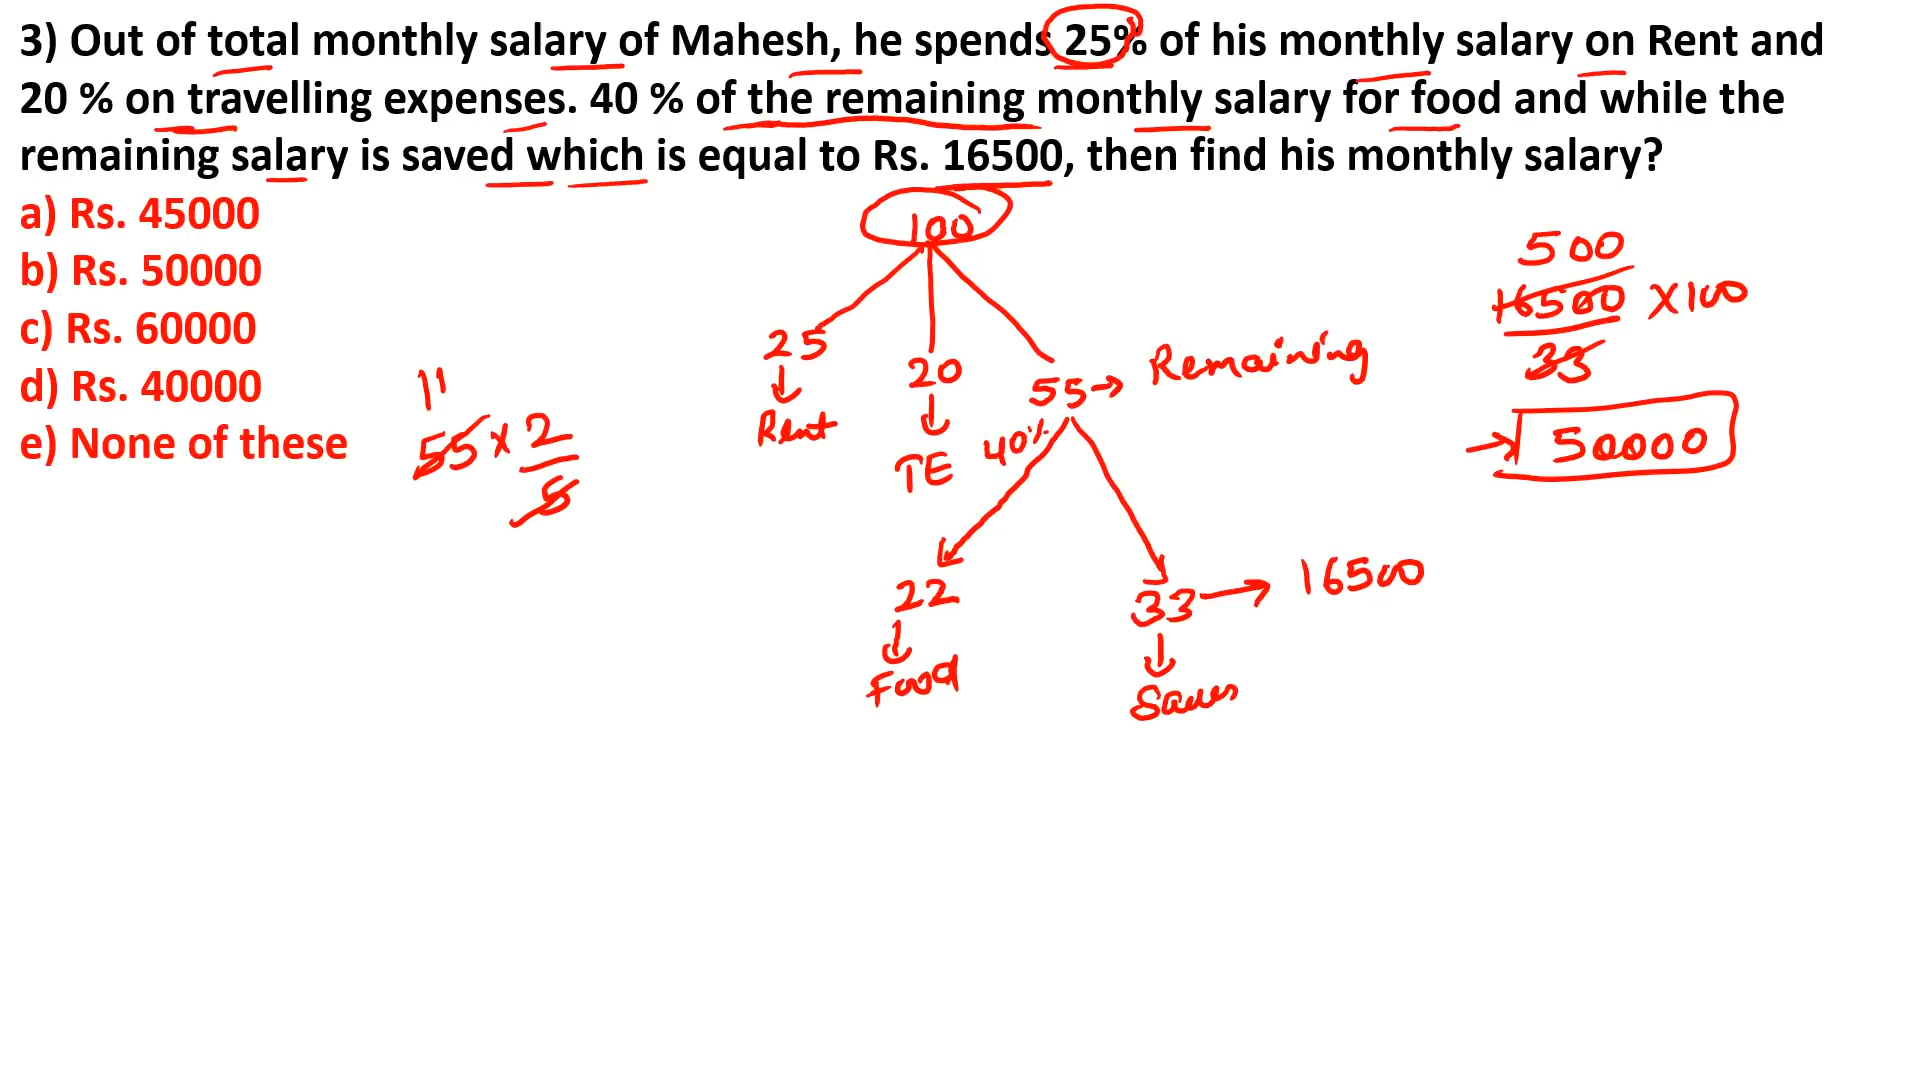 3) Out of total monthly salary of Mahesh, he spends 25% of his monthly salary on Rent and
20 % on travelling expenses. 40 % of the remaining monthly salary for food and while the
remaining salary is saved which is equal to Rs. 16500, then find his monthly salary?
a) Rs. 45000
b) Rs. 50000
c) Rs. 60000
d) Rs. 40000
e) None of these
11
55 × 2
5
100
25
20
55 → Remaining
Rent
TE
40%
22
33 → 16500
Food
Saves
500
16500 × 100
33
→ 50000